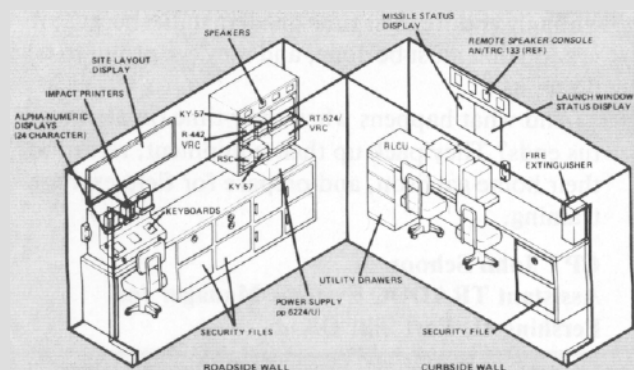 SPEAKERS
MISSILE STATUS
DISPLAY
REMOTE SPEAKER CONSOLE
AN/TRC-133 (REF)
SITE LAYOUT
DISPLAY
IMPACT PRINTERS
ALPHA-NUMERIC
DISPLAYS
(24 CHARACTER)
KY 57
R-442
VRC
RSC
KY 57
RT 524
VRC
LAUNCH WINDOW
STATUS DISPLAY
RLCU
FIRE
EXTINGUISHER
KEYBOARDS
UTILITY DRAWERS
POWER SUPPLY
(pp 6224/U)
SECURITY FILES
SECURITY FILE
ROADSIDE WALL
CURBSIDE WALL